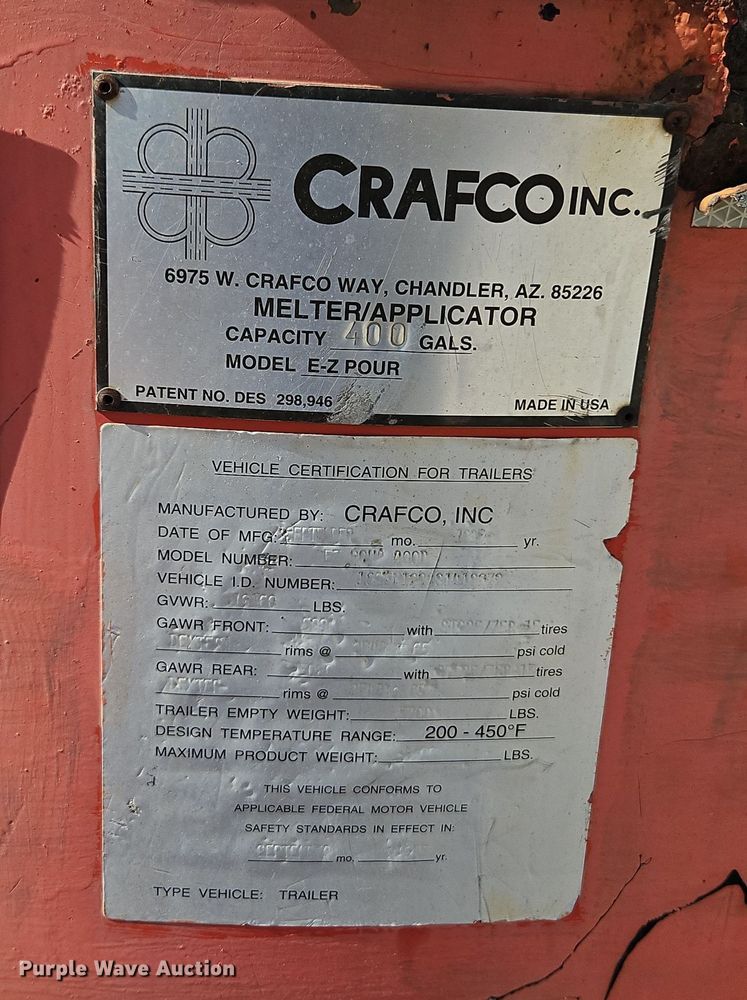 CRAFCO INC.
6975 W. CRAFCO WAY, CHANDLER, AZ. 85226
MELTER/APPLICATOR
CAPACITY 400 GALS.
MODEL E-Z POUR
PATENT NO. DES 298,946 MADE IN USA
VEHICLE CERTIFICATION FOR TRAILERS
MANUFACTURED BY: CRAFCO, INC
DATE OF MFG: mo. yr.
MODEL NUMBER:
VEHICLE I.D. NUMBER:
GVWR: LBS.
GAWR FRONT: with tires
rims @ psi cold
GAWR REAR: with tires
rims @ psi cold
TRAILER EMPTY WEIGHT: LBS.
DESIGN TEMPERATURE RANGE: 200 - 450°F
MAXIMUM PRODUCT WEIGHT: LBS.
THIS VEHICLE CONFORMS TO
APPLICABLE FEDERAL MOTOR VEHICLE
SAFETY STANDARDS IN EFFECT IN:
mo. yr.
TYPE VEHICLE: TRAILER
Purple Wave Auction